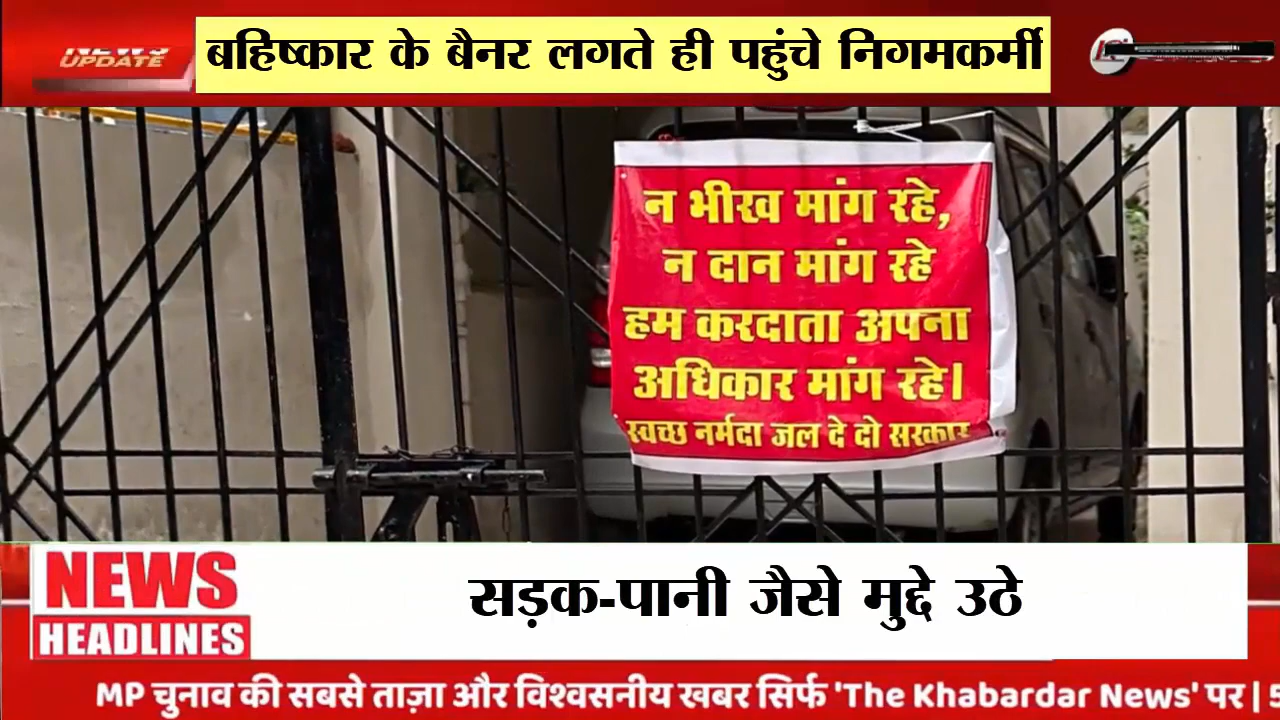 UPDATE
बहिष्कार के बैनर लगते ही पहुंचे निगमकर्मी
न भीख मांग रहे,
न दान मांग रहे
हम करदाता अपना
अधिकार मांग रहे।
स्वच्छ नर्मदा जल दे दो सरकार
NEWS
HEADLINES
सड़क-पानी जैसे मुद्दे उठे
MP चुनाव की सबसे ताज़ा और विश्वसनीय खबर सिर्फ 'The Khabardar News' पर |